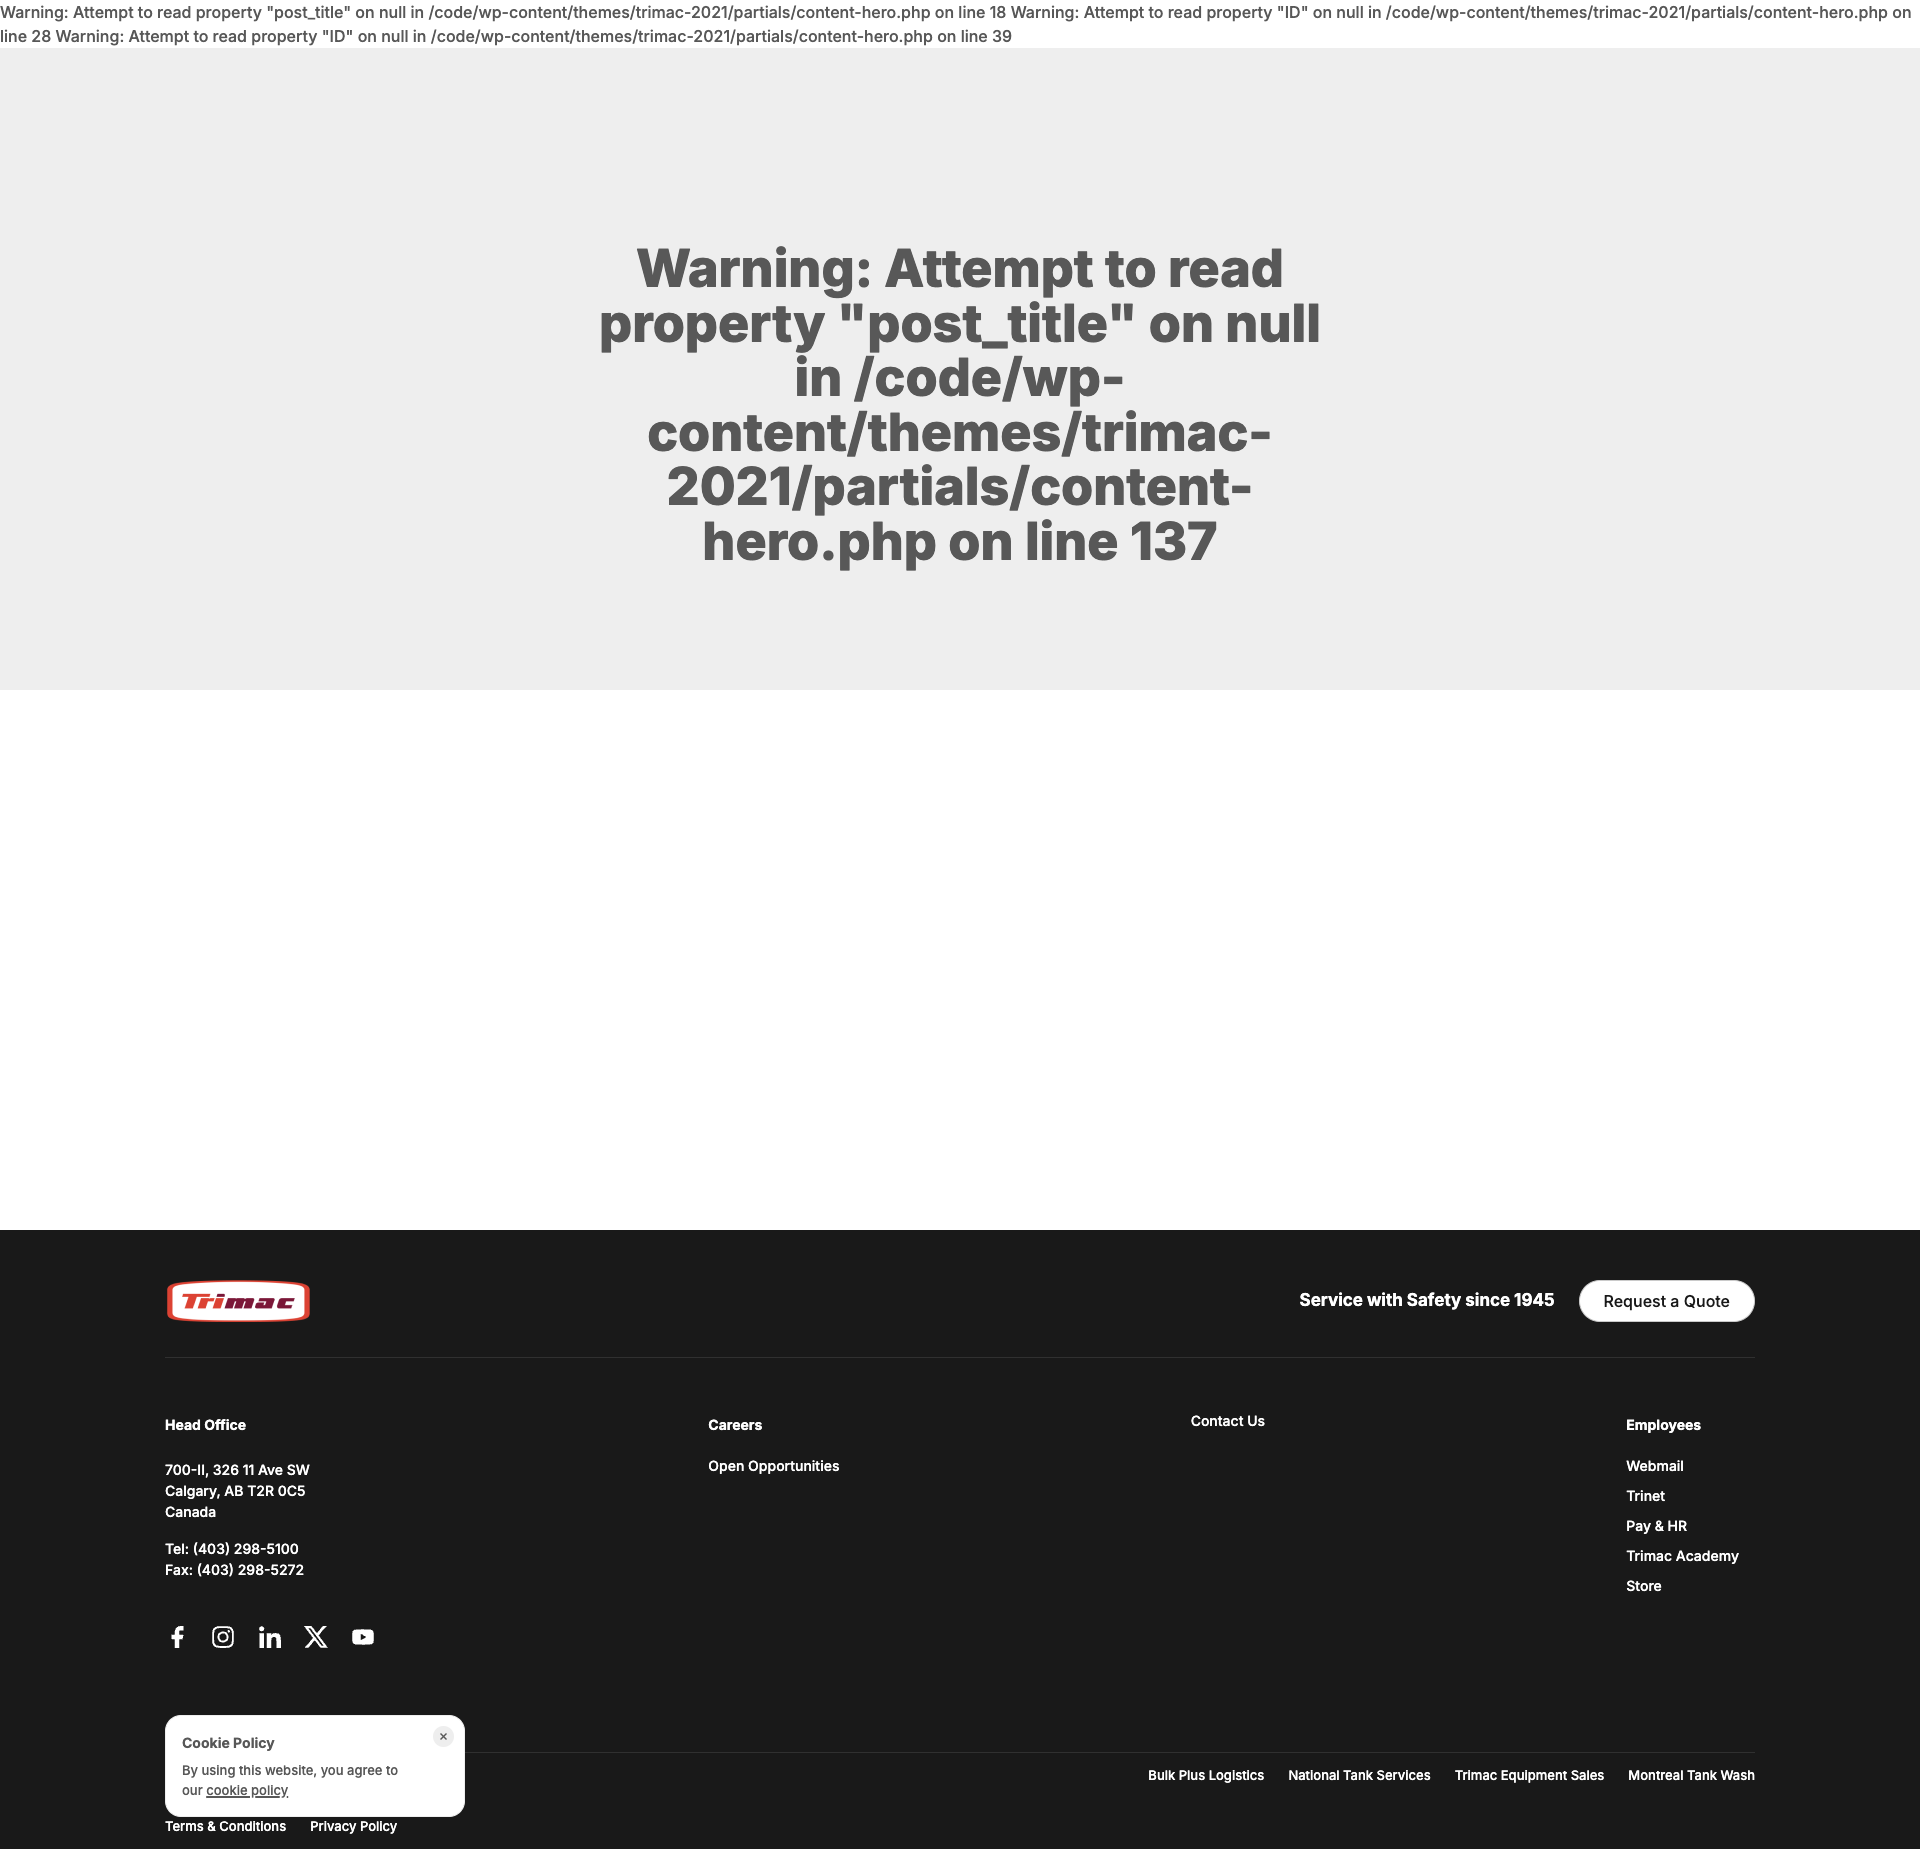 Warning: Attempt to read property "post_title" on null in /code/wp-content/themes/trimac-2021/partials/content-hero.php on line 18 Warning: Attempt to read property "ID" on null in /code/wp-content/themes/trimac-2021/partials/content-hero.php on
line 28 Warning: Attempt to read property "ID" on null in /code/wp-content/themes/trimac-2021/partials/content-hero.php on line 39
Warning: Attempt to read
property "post_title" on null
in /code/wp-
content/themes/trimac-
2021/partials/content-
hero.php on line 137
Trimac
Service with Safety since 1945
Request a Quote
Head Office
700-II, 326 11 Ave SW
Calgary, AB T2R 0C5
Canada
Tel: (403) 298-5100
Fax: (403) 298-5272
Careers
Open Opportunities
Contact Us
Employees
Webmail
Trinet
Pay & HR
Trimac Academy
Store
Cookie Policy
By using this website, you agree to
our cookie policy
Bulk Plus Logistics
National Tank Services
Trimac Equipment Sales
Montreal Tank Wash
Terms & Conditions
Privacy Policy